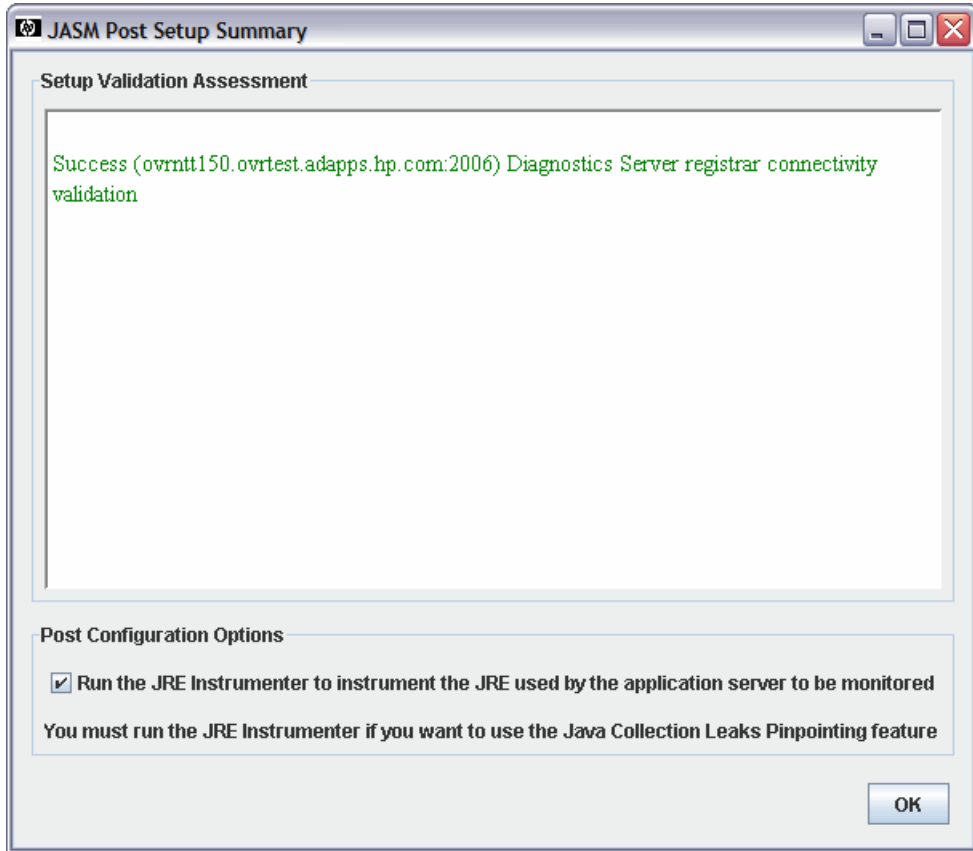 JASM Post Setup Summary
Setup Validation Assessment
Success (ovrntt150.ovrtest.adapps.hp.com:2006) Diagnostics Server registrar connectivity
validation
Post Configuration Options
Run the JRE Instrumenter to instrument the JRE used by the application server to be monitored
You must run the JRE Instrumenter if you want to use the Java Collection Leaks Pinpointing feature
OK